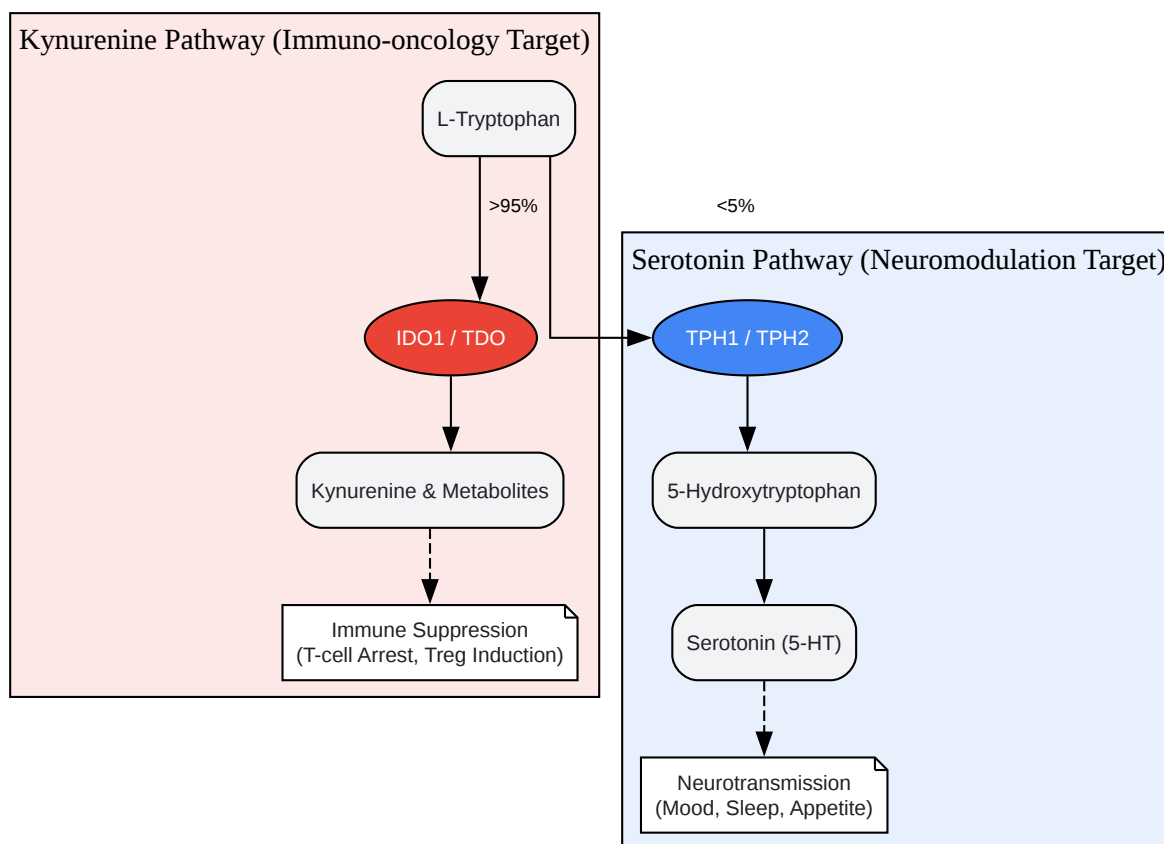 Kynurenine Pathway (Immuno-oncology Target)
L-Tryptophan
>95%
<5%
IDO1 / TDO
Kynurenine & Metabolites
Immune Suppression
(T-cell Arrest, Treg Induction)
Serotonin Pathway (Neuromodulation Target)
TPH1 / TPH2
5-Hydroxytryptophan
Serotonin (5-HT)
Neurotransmission
(Mood, Sleep, Appetite)